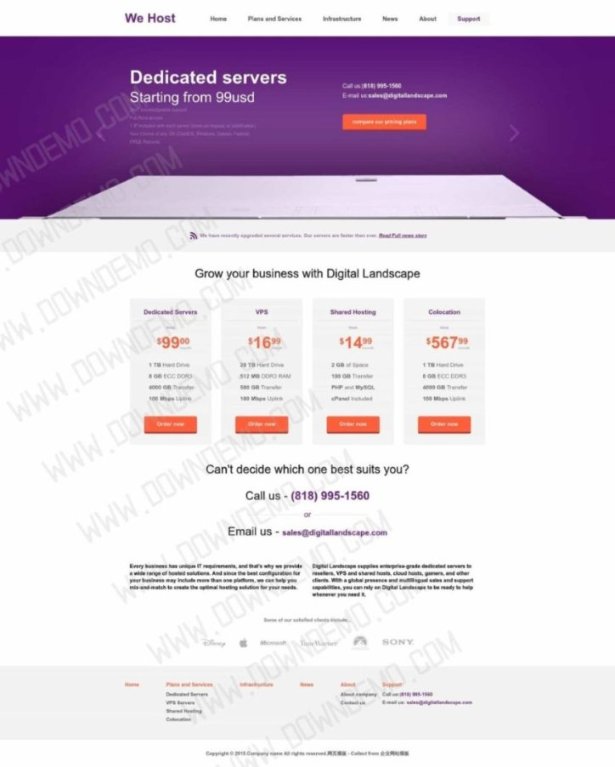 We Host
Home Plans and Services Infrastructure News About Support
Dedicated servers
Starting from 99usd
Call us:(818) 995-1560
E-mail us:sales@digitallandscape.com
compare our pricing plans
We have recently upgraded several services. Our servers are faster than ever. Read Full news story
Grow your business with Digital Landscape
Dedicated Servers VPS Shared Hosting Colocation
$99.00 $16.99 $14.99 $567.99
1 TB Hard Drive 20 TB Hard Drive 2 GB of Space 1 TB Hard Drive
8 GB ECC DDR3 512 MB DDR3 RAM 100 GB Transfer 8 GB ECC DDR3
4000 GB Transfer 500 GB Transfer PHP and MySQL 4000 GB Transfer
100 Mbps Uplink 100 Mbps Uplink cPanel Included 100 Mbps Uplink
Order now Order now Order now Order now
Can't decide which one best suits you?
Call us - (818) 995-1560
or
Email us - sales@digitallandscape.com
Every business has unique IT requirements, and that's why we provide
a wide range of hosted solutions. And since the best configuration for
your business may include more than one platform, we can help you
mix-and-match to create the optimal hosting solution for your needs.
Digital Landscape supplies enterprise-grade dedicated servers to
resellers, VPS and shared hosts, cloud hosts, gamers, and other
clients. With a global presence and multilingual sales and support
capabilities, you can rely on Digital Landscape to be ready to help
whenever you need it.
Some of our satisfied clients include...
Disney Microsoft TimeWarner SONY
Home Plans and Services Infrastructure News About Support
Dedicated Servers About company Call us:(818) 995-1560
VPS Servers Contact us E-mail us: sales@digitallandscape.com
Shared Hosting
Colocation
Copyright © 2015.Company name All rights reserved.网页模板 - Collect from 企业网站模板
WWW.DOWNDEMO.COM